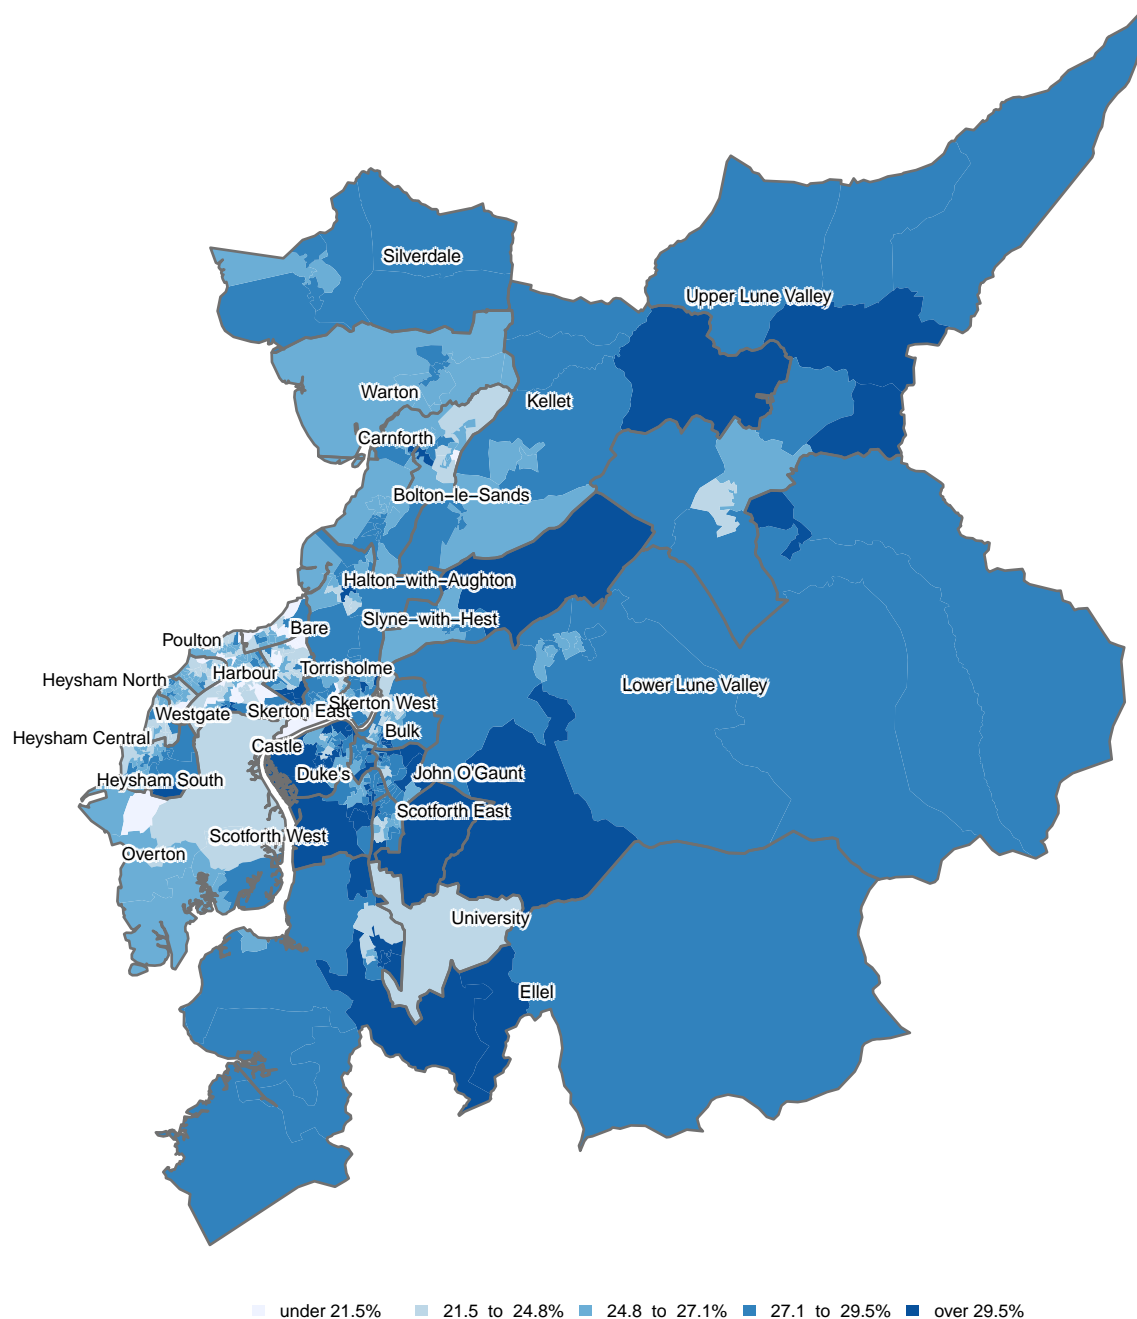 Silverdale
Upper Lune Valley
Warton
Kellet
Carnforth
Bolton–le–Sands
Halton–with–Aughton
Slyne–with–Hest
Bare
Poulton
Torrisholme
Harbour
Heysham North
Lower Lune Valley
Skerton West
Skerton East
Westgate
Bulk
Heysham Central
Castle
Duke's
John O'Gaunt
Heysham South
Scotforth East
Scotforth West
Overton
University
Ellel
under 21.5% 21.5 to 24.8% 24.8 to 27.1% 27.1 to 29.5% over 29.5%